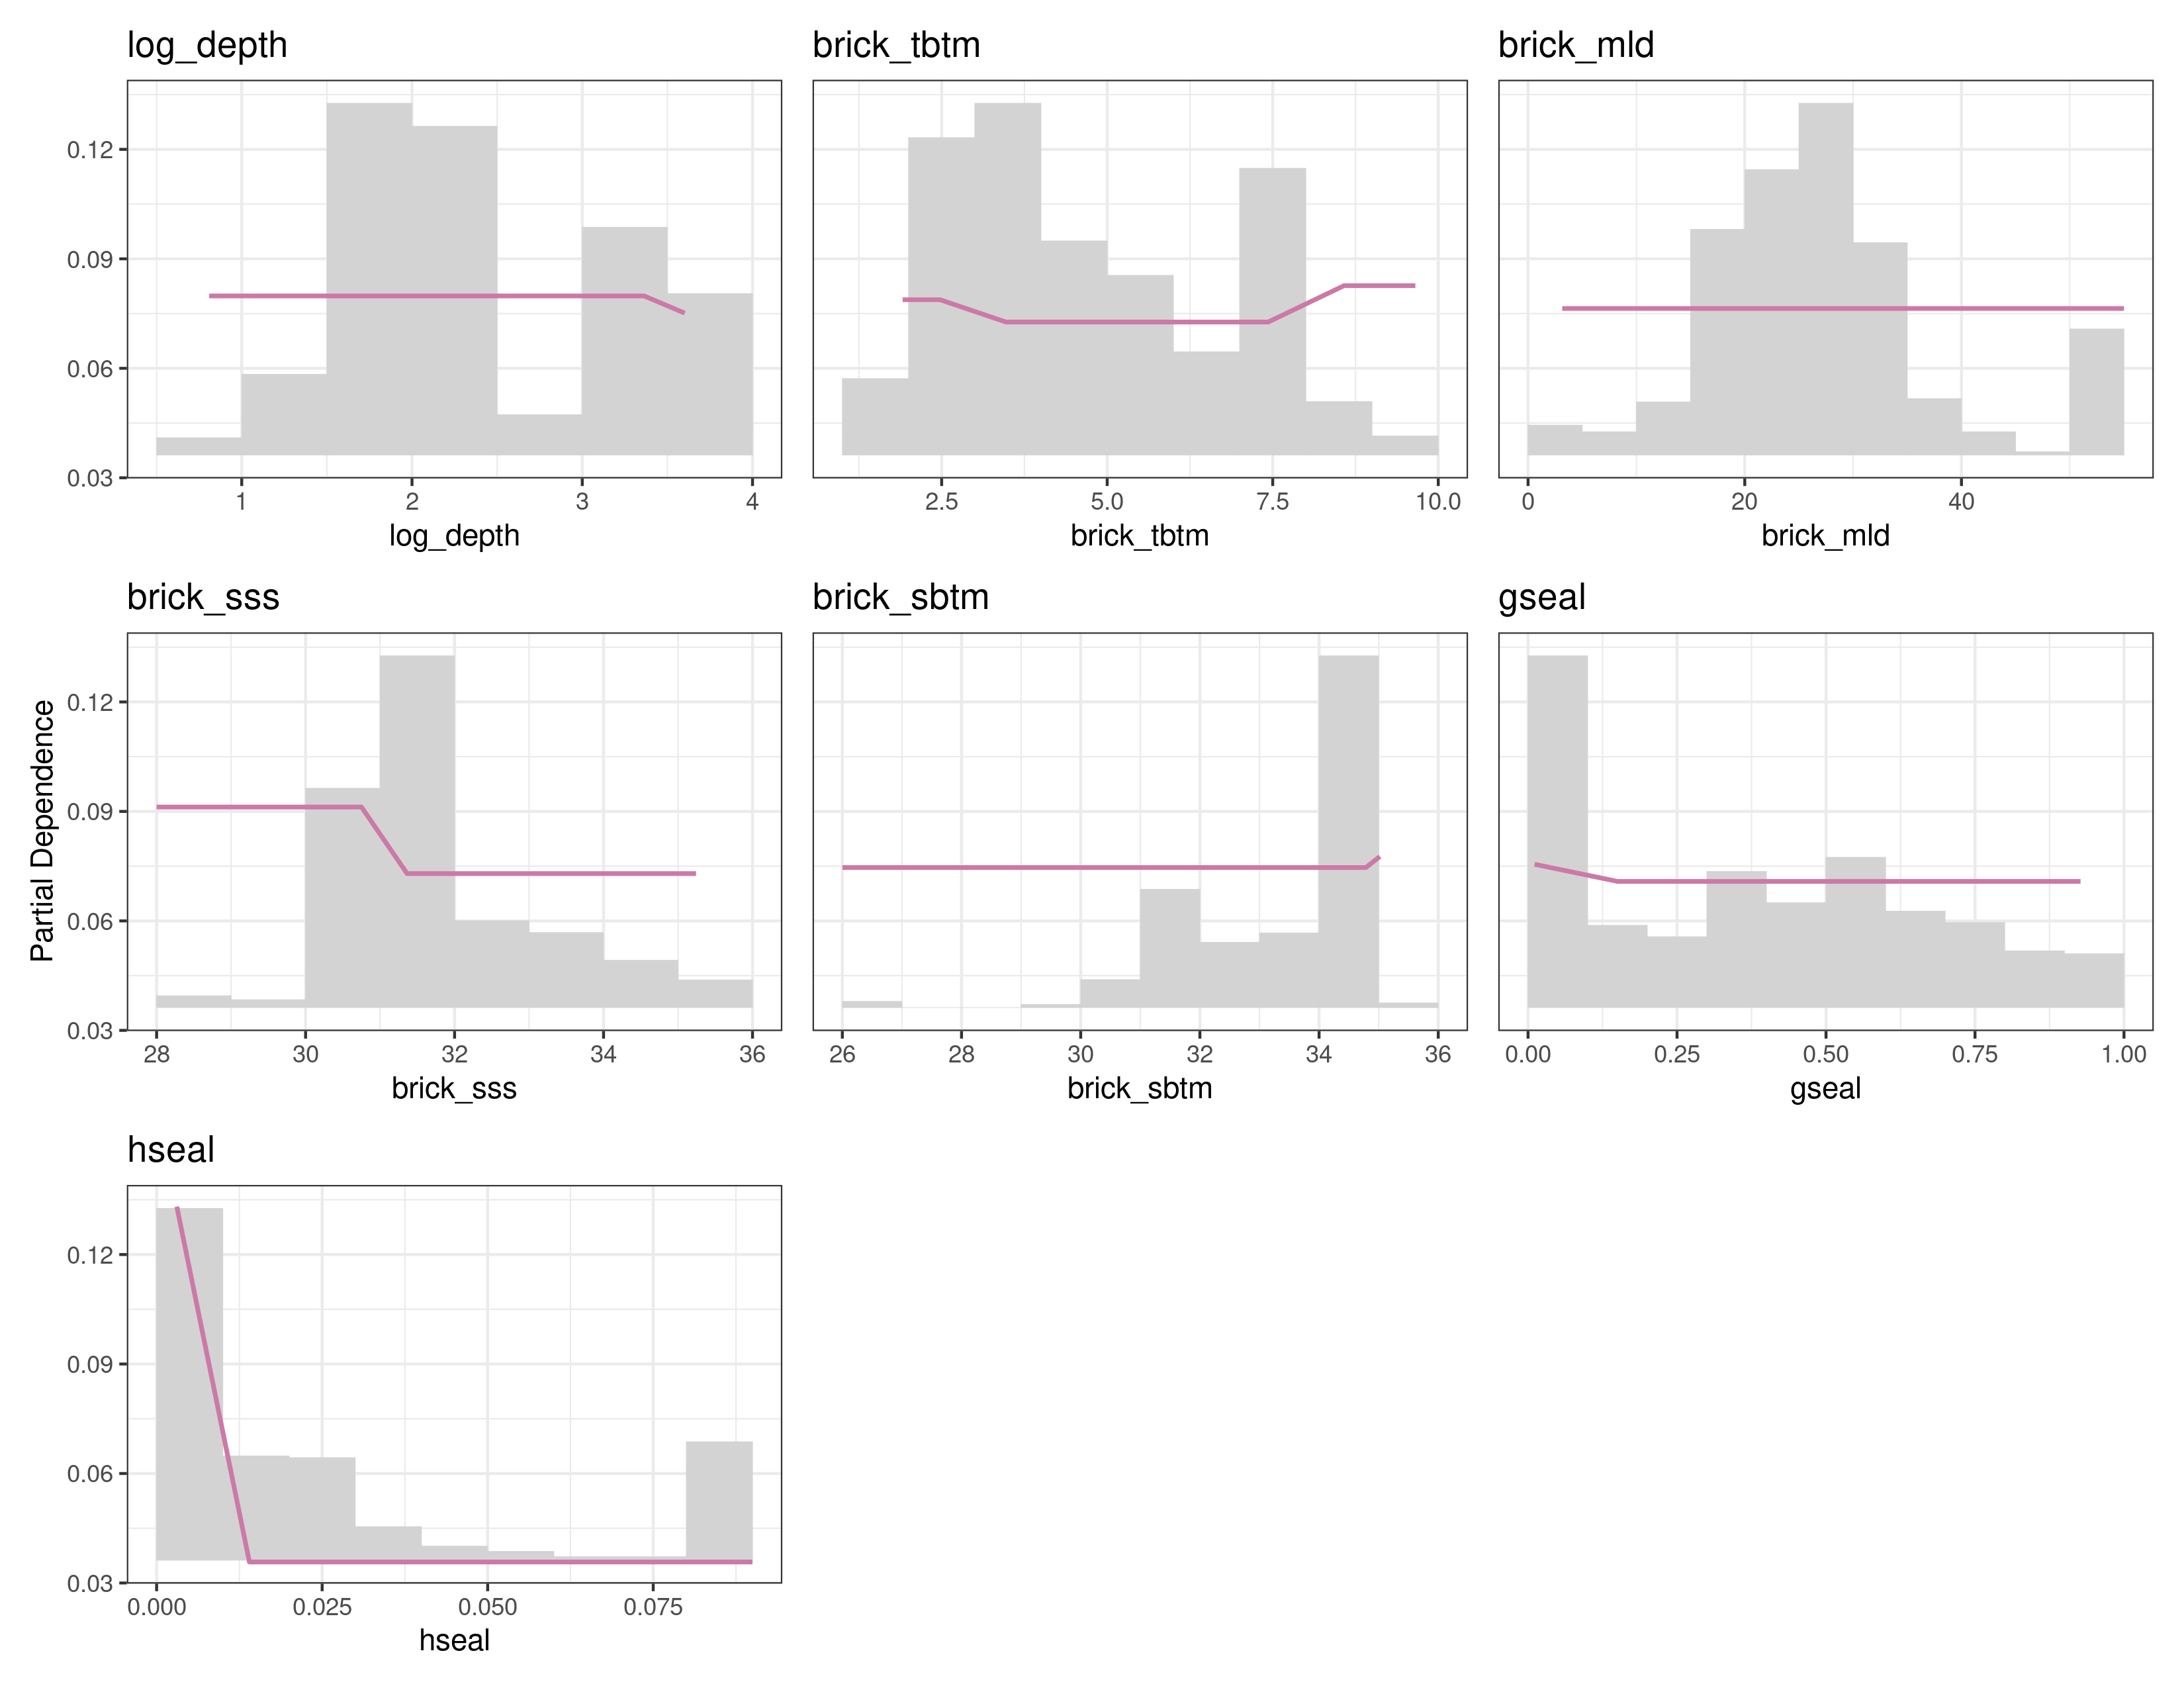 log_depth
brick_tbtm
brick_mld
0.12
0.09
0.06
0.03
1 2 3 4
2.5 5.0 7.5 10.0
0 20 40
log_depth
brick_tbtm
brick_mld
brick_sss
brick_sbtm
gseal
Partial Dependence
0.12
0.09
0.06
0.03
28 30 32 34 36
26 28 30 32 34 36
0.00 0.25 0.50 0.75 1.00
brick_sss
brick_sbtm
gseal
hseal
0.12
0.09
0.06
0.03
0.000 0.025 0.050 0.075
hseal